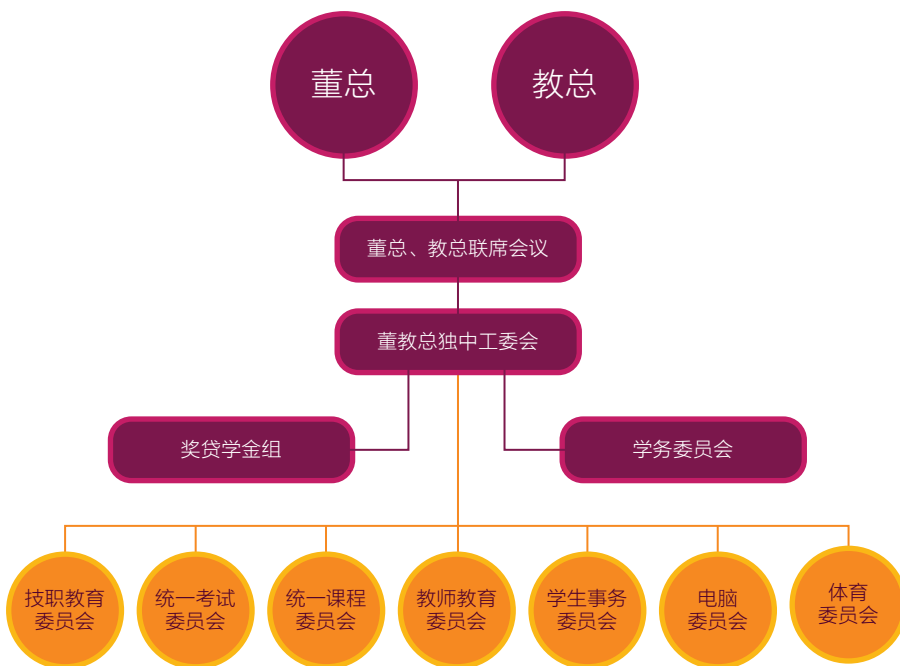 董总
教总
董总、教总联席会议
董教总独中工委会
奖贷学金组
学务委员会
技职教育
委员会
统一考试
委员会
统一课程
委员会
教师教育
委员会
学生事务
委员会
电脑
委员会
体育
委员会